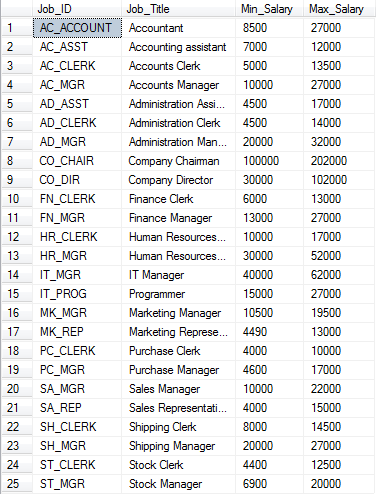 Job_ID Job_Title Min_Salary Max_Salary
1 AC_ACCOUNT Accountant 8500 27000
2 AC_ASST Accounting assistant 7000 12000
3 AC_CLERK Accounts Clerk 5000 13500
4 AC_MGR Accounts Manager 10000 27000
5 AD_ASST Administration Assi... 4500 17000
6 AD_CLERK Administration Clerk 4500 14000
7 AD_MGR Administration Man... 20000 32000
8 CO_CHAIR Company Chairman 100000 202000
9 CO_DIR Company Director 30000 102000
10 FN_CLERK Finance Clerk 6000 13000
11 FN_MGR Finance Manager 13000 27000
12 HR_CLERK Human Resources... 10000 17000
13 HR_MGR Human Resources... 30000 52000
14 IT_MGR IT Manager 40000 62000
15 IT_PROG Programmer 15000 27000
16 MK_MGR Marketing Manager 10500 19500
17 MK_REP Marketing Represe... 4490 13000
18 PC_CLERK Purchase Clerk 4000 10000
19 PC_MGR Purchase Manager 4600 17000
20 SA_MGR Sales Manager 10000 22000
21 SA_REP Sales Representati... 4000 15000
22 SH_CLERK Shipping Clerk 8000 14500
23 SH_MGR Shipping Manager 20000 27000
24 ST_CLERK Stock Clerk 4400 12500
25 ST_MGR Stock Manager 6900 20000